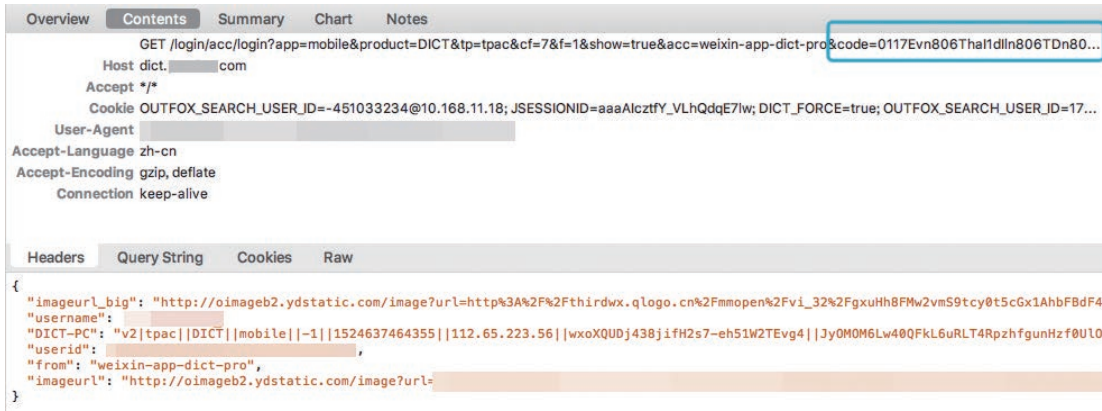 Overview Contents Summary Chart Notes
GET /login/acc/login?app=mobile&product=DICT&tp=tpac&cf=7&f=1&show=true&acc=weixin-app-dict-pro&code=0117Evn806ThaI1dIln806TDn80...
Host dict. com
Accept */*
Cookie OUTFOX_SEARCH_USER_ID=-451033234@10.168.11.18; JSESSIONID=aaaAIcztfY_VLhQdqE7lw; DICT_FORCE=true; OUTFOX_SEARCH_USER_ID=17...
User-Agent
Accept-Language zh-cn
Accept-Encoding gzip, deflate
Connection keep-alive
Headers Query String Cookies Raw
{
"imageurl_big": "http://oimageb2.ydstatic.com/image?url=http%3A%2F%2Fthirdwx.qlogo.cn%2Fmmopen%2Fvi_32%2FgxuHh8FMw2vmS9tcy0t5cGx1AhbFBdF4
"username":
"DICT-PC": "v2|tpac||DICT||mobile||-1||1524637464355||112.65.223.56||wxoXQUDj438jifH2s7-eh51W2TEvg4||JyOMOM6Lw40QFkL6uRLT4RpzhfgunHzf0UlO
"userid": ,
"from": "weixin-app-dict-pro",
"imageurl": "http://oimageb2.ydstatic.com/image?url=
}